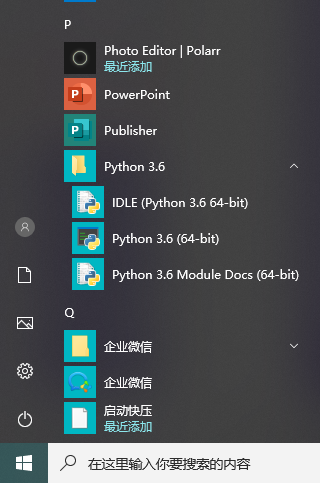 P
Photo Editor | Polarr
最近添加
PowerPoint
Publisher
Python 3.6
IDLE (Python 3.6 64-bit)
Python 3.6 (64-bit)
Python 3.6 Module Docs (64-bit)
Q
企业微信
企业微信
启动快压
最近添加
在这里输入你要搜索的内容